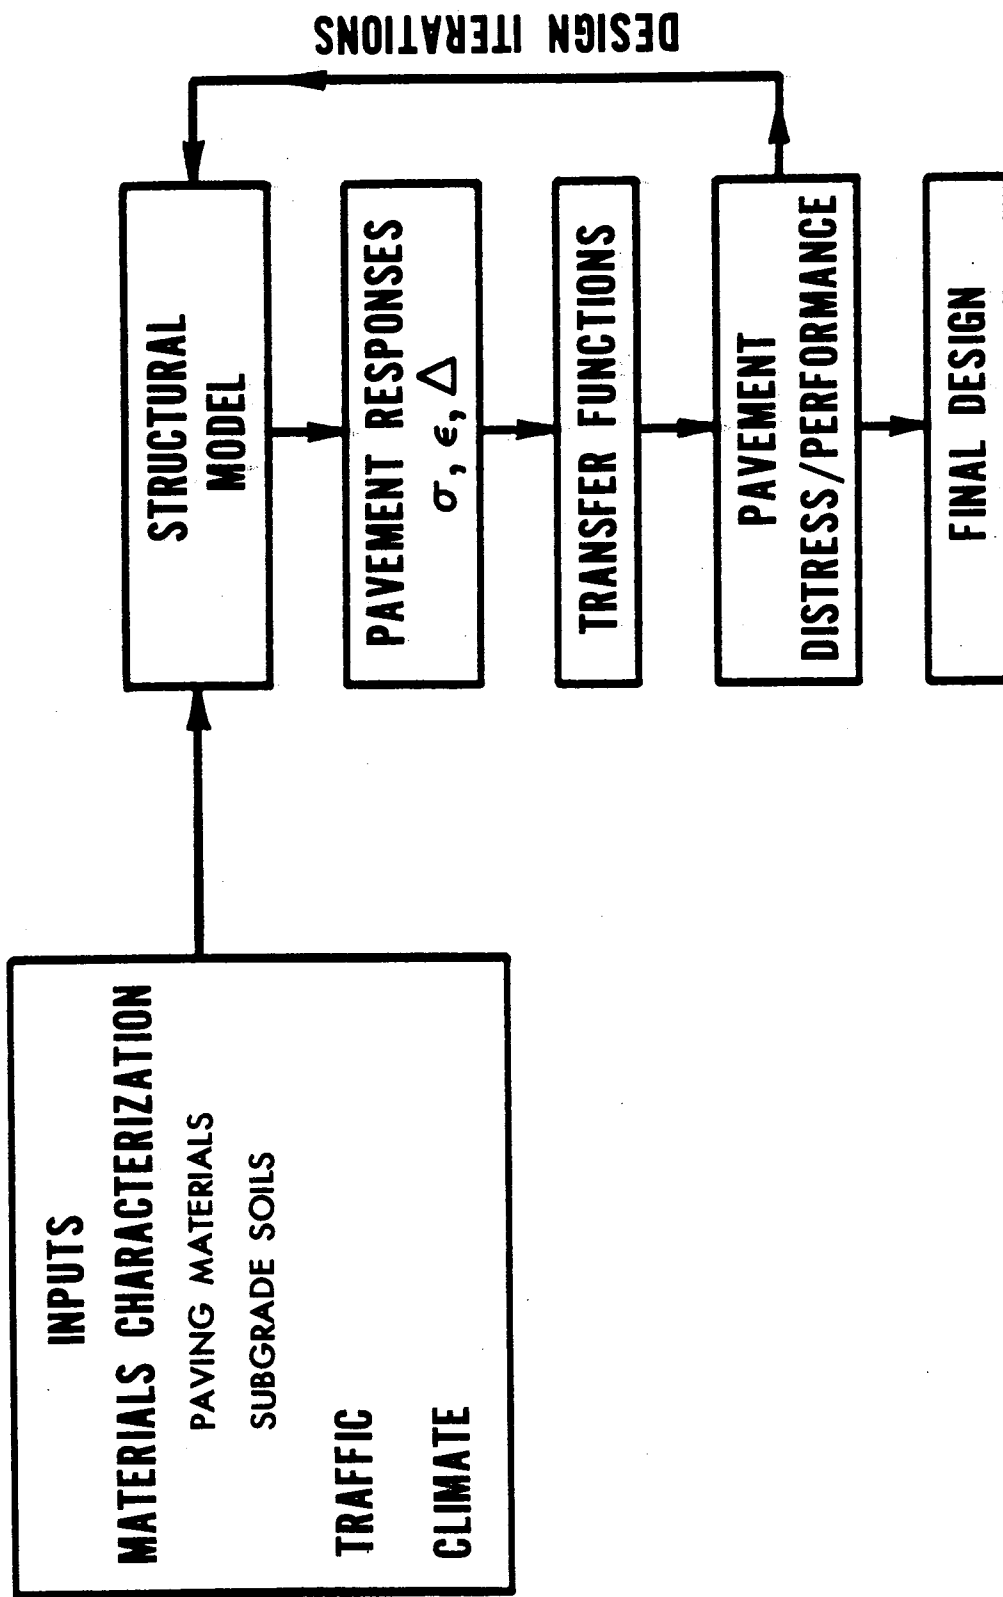 INPUTS
MATERIALS CHARACTERIZATION
PAVING MATERIALS
SUBGRADE SOILS
TRAFFIC
CLIMATE
STRUCTURAL
MODEL
PAVEMENT RESPONSES
σ, ϵ, Δ
TRANSFER FUNCTIONS
PAVEMENT
DISTRESS/PERFORMANCE
FINAL DESIGN
DESIGN ITERATIONS